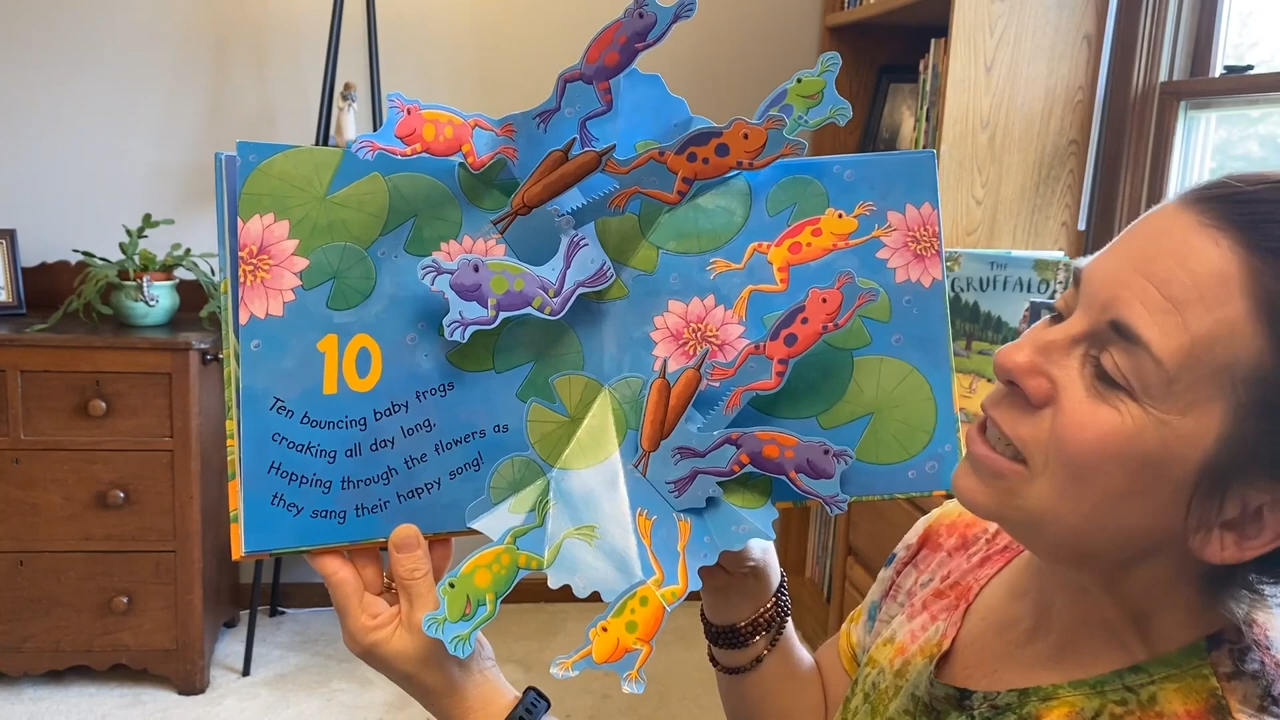 10
Ten bouncing baby frogs
croaking all day long,
Hopping through the flowers as
they sang their happy song!
THE
GRUFFALO